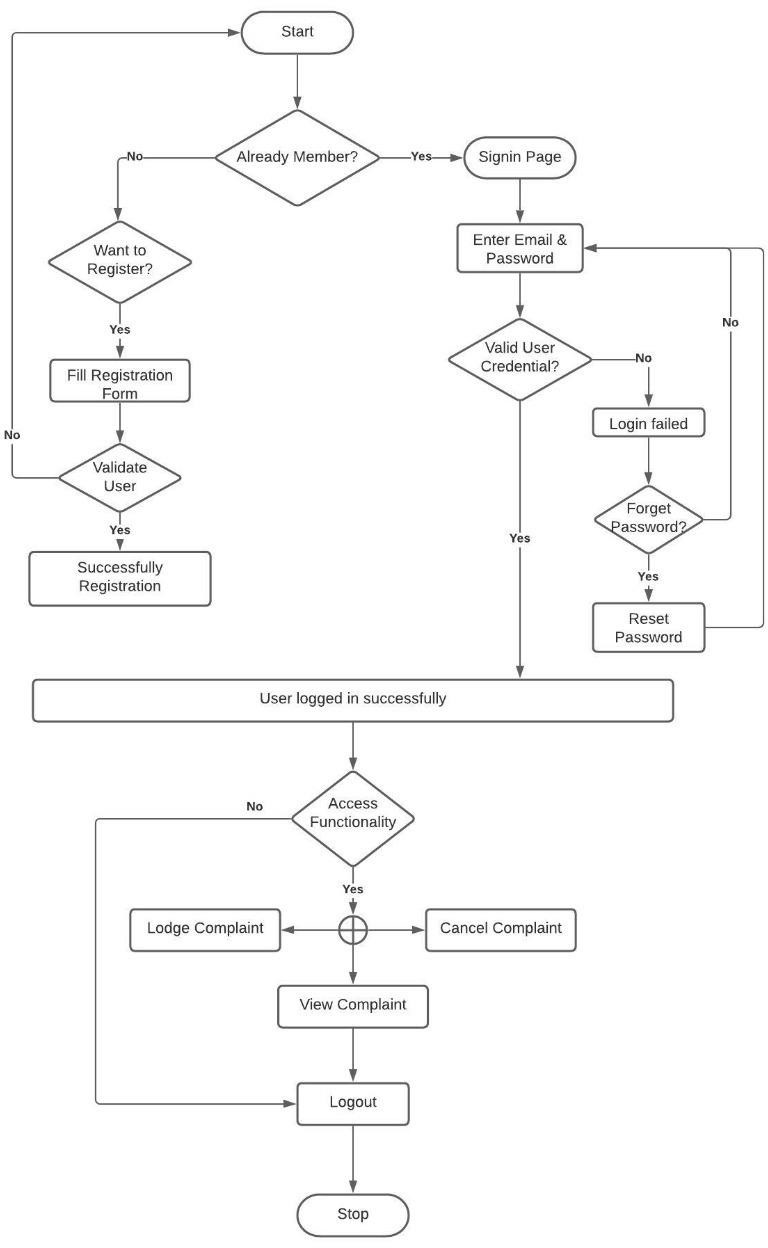 Start
Already Member?
No
Yes
Signin Page
Want to
Register?
Enter Email &
Password
Yes
No
Valid User
Credential?
No
Fill Registration
Form
Login failed
No
Validate
User
Forget
Password?
Yes
Yes
Successfully
Registration
Yes
Reset
Password
User logged in successfully
Access
Functionality
No
Yes
Lodge Complaint
Cancel Complaint
View Complaint
Logout
Stop